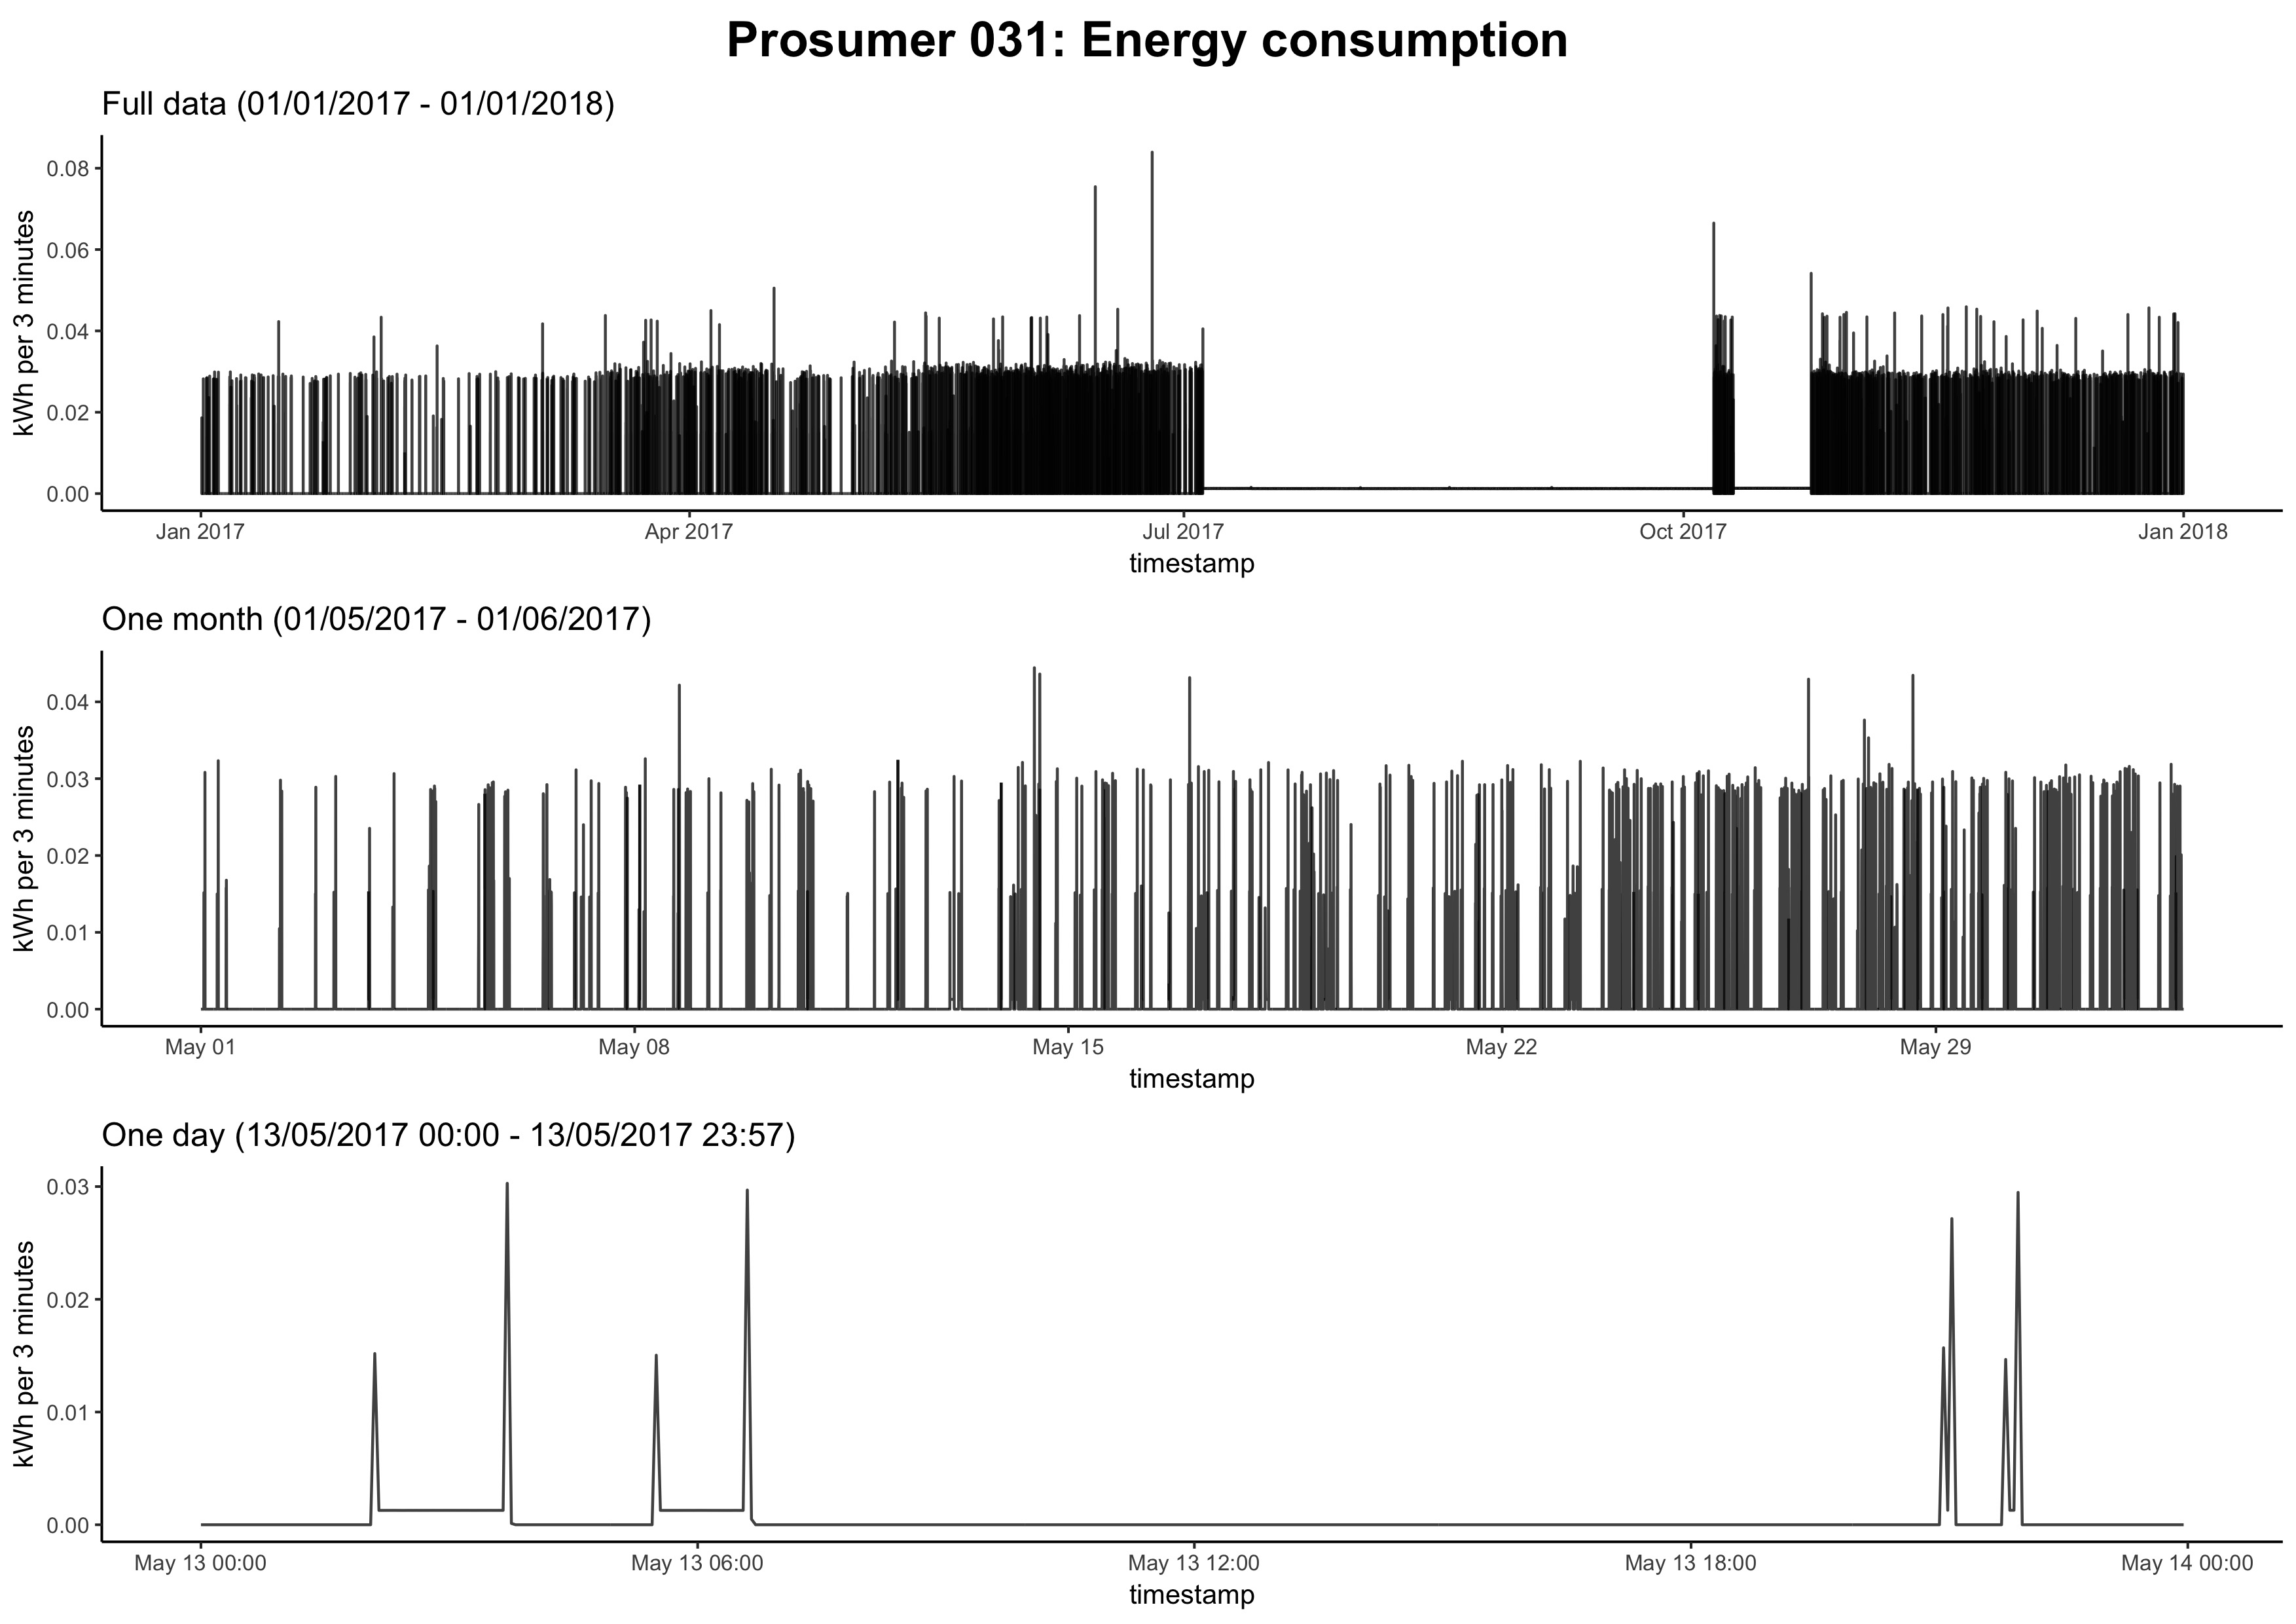 Prosumer 031: Energy consumption
Full data (01/01/2017 - 01/01/2018)
kWh per 3 minutes
0.08
0.06
0.04
0.02
0.00
Jan 2017 Apr 2017 Jul 2017 Oct 2017 Jan 2018
timestamp
One month (01/05/2017 - 01/06/2017)
kWh per 3 minutes
0.04
0.03
0.02
0.01
0.00
May 01 May 08 May 15 May 22 May 29
timestamp
One day (13/05/2017 00:00 - 13/05/2017 23:57)
kWh per 3 minutes
0.03
0.02
0.01
0.00
May 13 00:00 May 13 06:00 May 13 12:00 May 13 18:00 May 14 00:00
timestamp